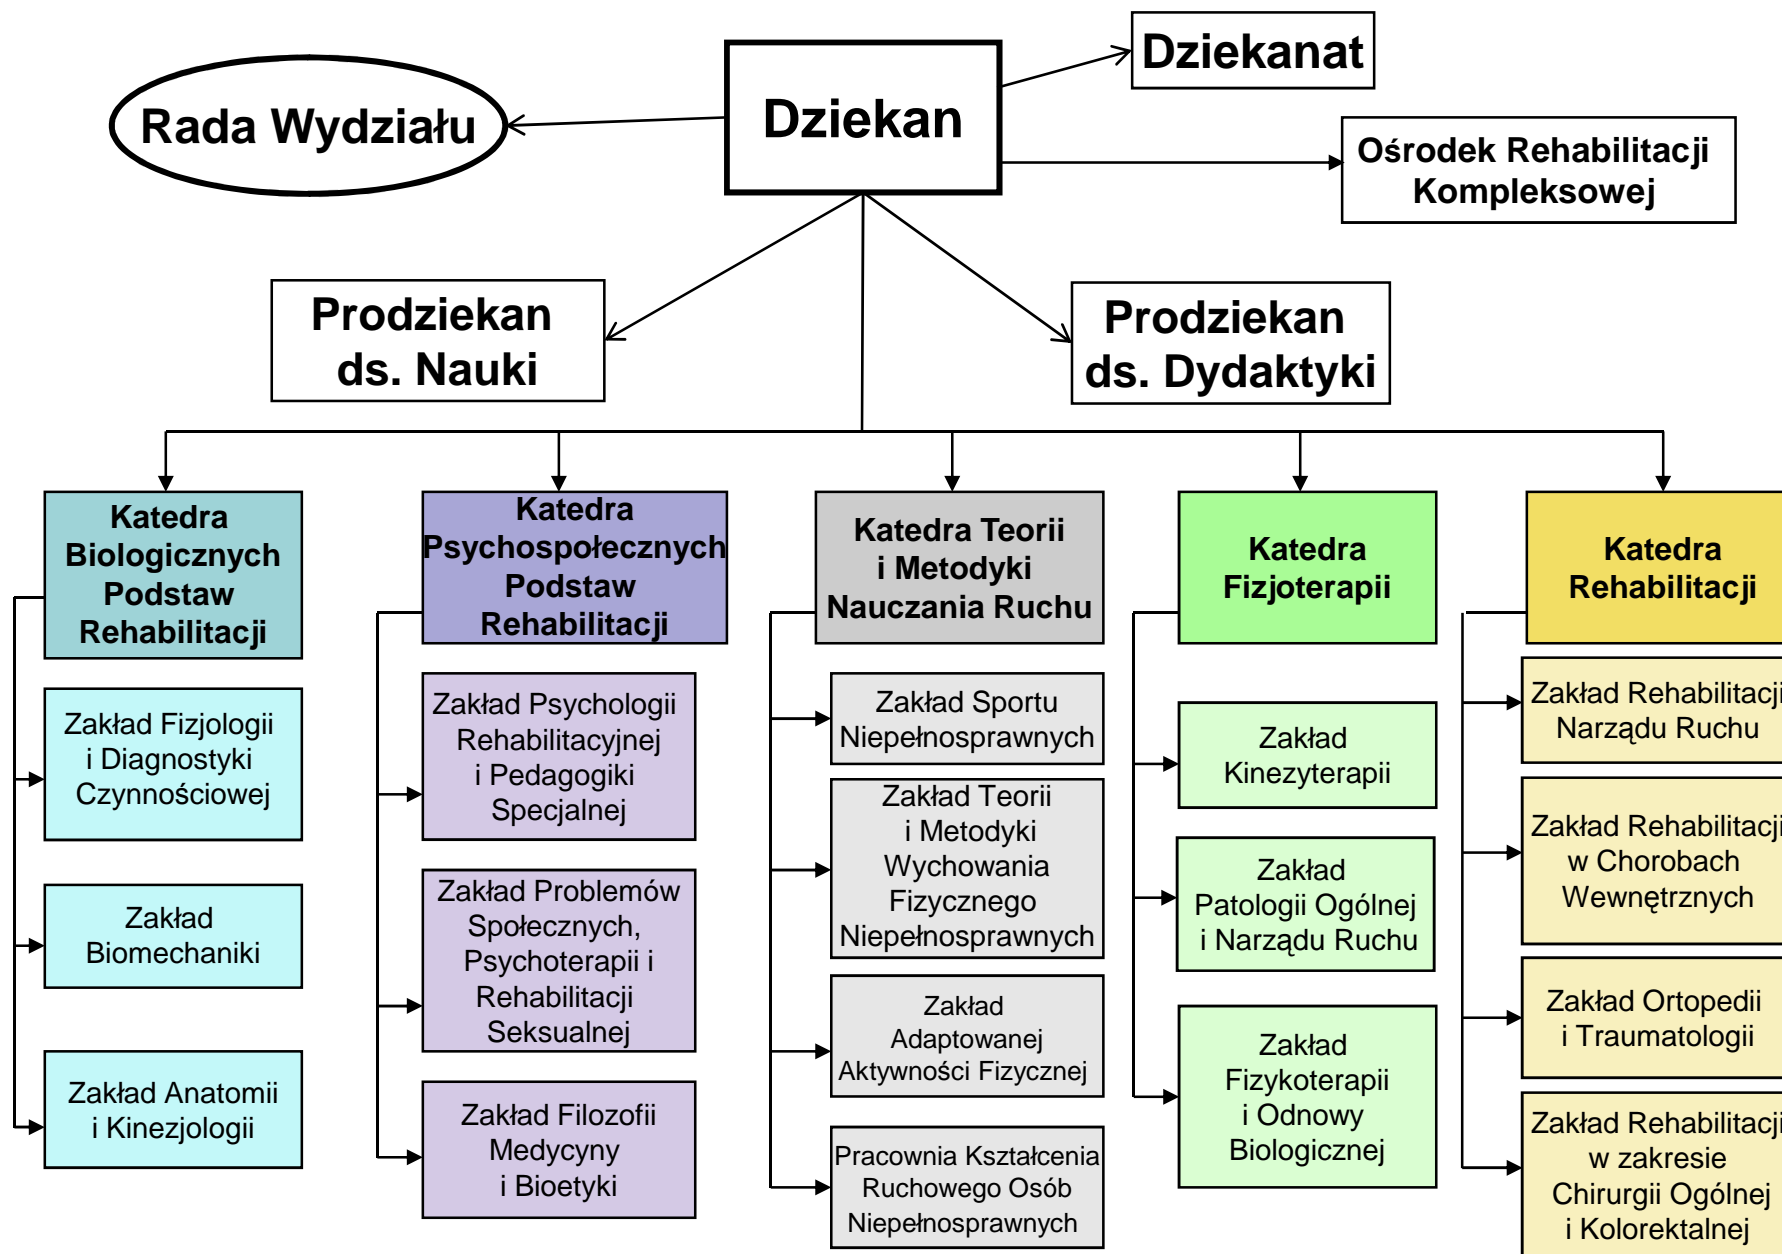 Dziekanat
Rada Wydziału
Dziekan
Ośrodek Rehabilitacji
Kompleksowej
Prodziekan
ds. Nauki
Prodziekan
ds. Dydaktyki
Katedra
Biologicznych
Podstaw
Rehabilitacji
Zakład Fizjologii
i Diagnostyki
Czynnościowej
Zakład
Biomechaniki
Zakład Anatomii
i Kinezjologii
Katedra
Psychospołecznych
Podstaw
Rehabilitacji
Zakład Psychologii
Rehabilitacyjnej
i Pedagogiki
Specjalnej
Zakład Problemów
Społecznych,
Psychoterapii i
Rehabilitacji
Seksualnej
Zakład Filozofii
Medycyny
i Bioetyki
Katedra Teorii
i Metodyki
Nauczania Ruchu
Zakład Sportu
Niepełnosprawnych
Zakład Teorii
i Metodyki
Wychowania
Fizycznego
Niepełnosprawnych
Zakład
Adaptowanej
Aktywności Fizycznej
Pracownia Kształcenia
Ruchowego Osób
Niepełnosprawnych
Katedra
Fizjoterapii
Zakład
Kinezyterapii
Zakład
Patologii Ogólnej
i Narządu Ruchu
Zakład
Fizykoterapii
i Odnowy
Biologicznej
Katedra
Rehabilitacji
Zakład Rehabilitacji
Narządu Ruchu
Zakład Rehabilitacji
w Chorobach
Wewnętrznych
Zakład Ortopedii
i Traumatologii
Zakład Rehabilitacji
w zakresie
Chirurgii Ogólnej
i Kolorektalnej